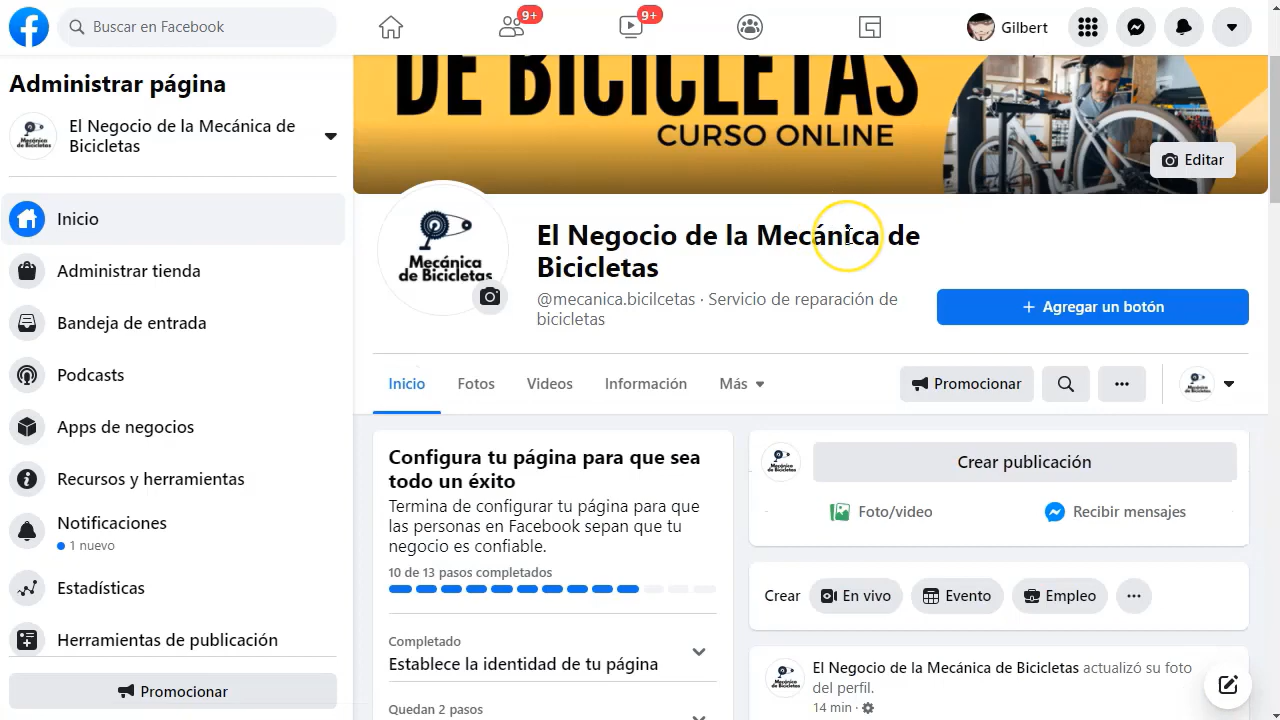 Buscar en Facebook
9+
9+
Gilbert
Administrar página
El Negocio de la Mecánica de
Bicicletas
Inicio
Administrar tienda
Bandeja de entrada
Podcasts
Apps de negocios
Recursos y herramientas
Notificaciones
1 nuevo
Estadísticas
Herramientas de publicación
Promocionar
DE BICICLETAS
CURSO ONLINE
Editar
Mecánica
de Bicicletas
El Negocio de la Mecánica de
Bicicletas
@mecanica.bicilcetas · Servicio de reparación de
bicicletas
+ Agregar un botón
Inicio
Fotos
Videos
Información
Más
Promocionar
Configura tu página para que sea
todo un éxito
Termina de configurar tu página para que
las personas en Facebook sepan que tu
negocio es confiable.
10 de 13 pasos completados
Completado
Establece la identidad de tu página
Quedan 2 pasos
Crear publicación
Foto/video
Recibir mensajes
Crear
En vivo
Evento
Empleo
El Negocio de la Mecánica de Bicicletas actualizó su foto
del perfil.
14 min ·